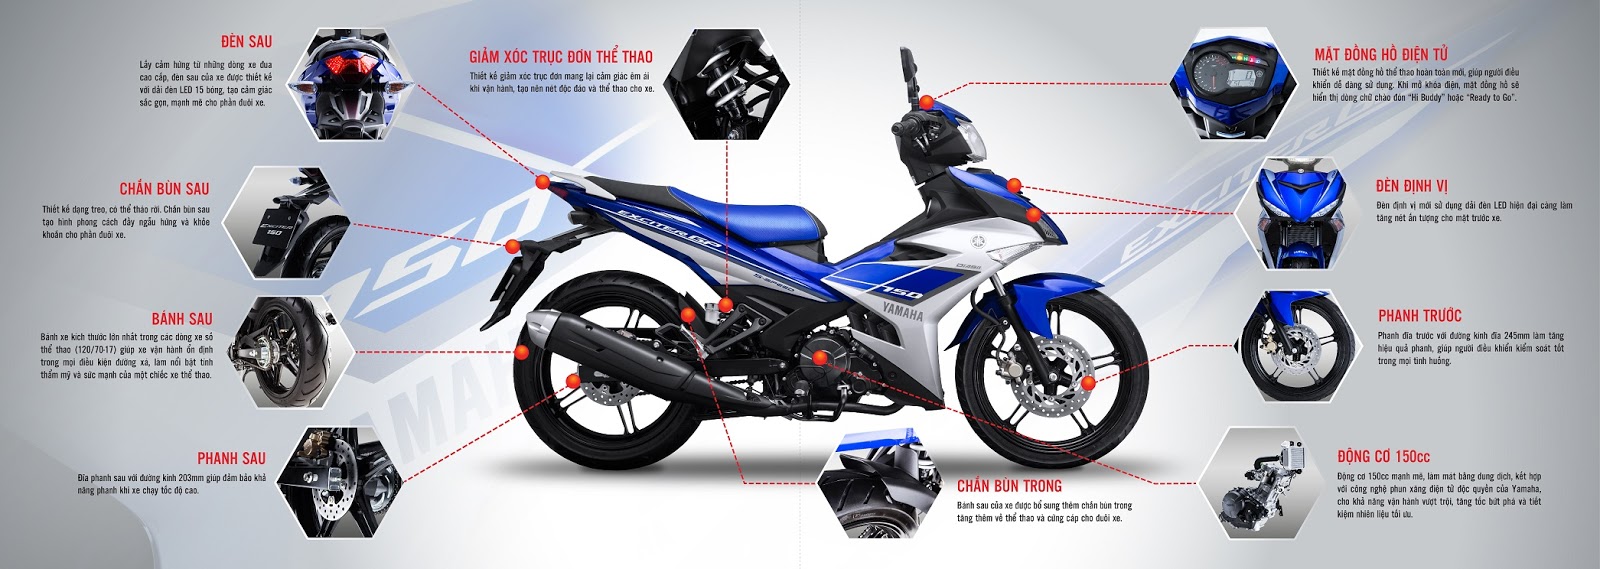 ĐÈN SAU
Lấy cảm hứng từ những dòng xe đua
cao cấp, đèn sau của xe được thiết kế
với dải đèn LED 15 bóng, tạo cảm giác
sắc gọn, mạnh mẽ cho phần đuôi xe.
GIẢM XÓC TRỤC ĐƠN THỂ THAO
Thiết kế giảm xóc trục đơn mang lại cảm giác êm ái
khi vận hành, tạo nên nét độc đáo và thể thao cho xe.
MẶT ĐỒNG HỒ ĐIỆN TỬ
Thiết kế mặt đồng hồ thể thao hoàn toàn mới, giúp người điều
khiển dễ dàng sử dụng. Khi mở khóa điện, mặt đồng hồ sẽ
hiển thị dòng chữ chào đón "Hi Buddy" hoặc "Ready to Go".
CHẮN BÙN SAU
Thiết kế dạng treo, có thể tháo rời. Chắn bùn sau
tạo hình phong cách đầy ngẫu hứng và khỏe
khoắn cho phần đuôi xe.
EXCITER
150
ĐÈN ĐỊNH VỊ
Đèn định vị mới sử dụng dải đèn LED hiện đại càng làm
tăng nét ấn tượng cho mặt trước xe.
BÁNH SAU
Bánh xe kích thước lớn nhất trong các dòng xe số
thể thao (120/70-17) giúp xe vận hành ổn định
trong mọi điều kiện đường xá, làm nổi bật tính
thẩm mỹ và sức mạnh của một chiếc xe thể thao.
PHANH TRƯỚC
Phanh đĩa trước với đường kính đĩa 245mm làm tăng
hiệu quả phanh, giúp người điều khiển kiểm soát tốt
trong mọi tình huống.
PHANH SAU
Đĩa phanh sau với đường kính 203mm giúp đảm bảo khả
năng phanh khi xe chạy tốc độ cao.
CHẮN BÙN TRONG
Bánh sau của xe được bổ sung thêm chắn bùn trong
tăng thêm vẻ thể thao và cứng cáp cho đuôi xe.
ĐỘNG CƠ 150cc
Động cơ 150cc mạnh mẽ, làm mát bằng dung dịch, kết hợp
với công nghệ phun xăng điện tử độc quyền của Yamaha,
cho khả năng vận hành vượt trội, tăng tốc bứt phá và tiết
kiệm nhiên liệu tối ưu.
EXCITER GP
5-SPEED
150
YAMAHA
150
EXCITER